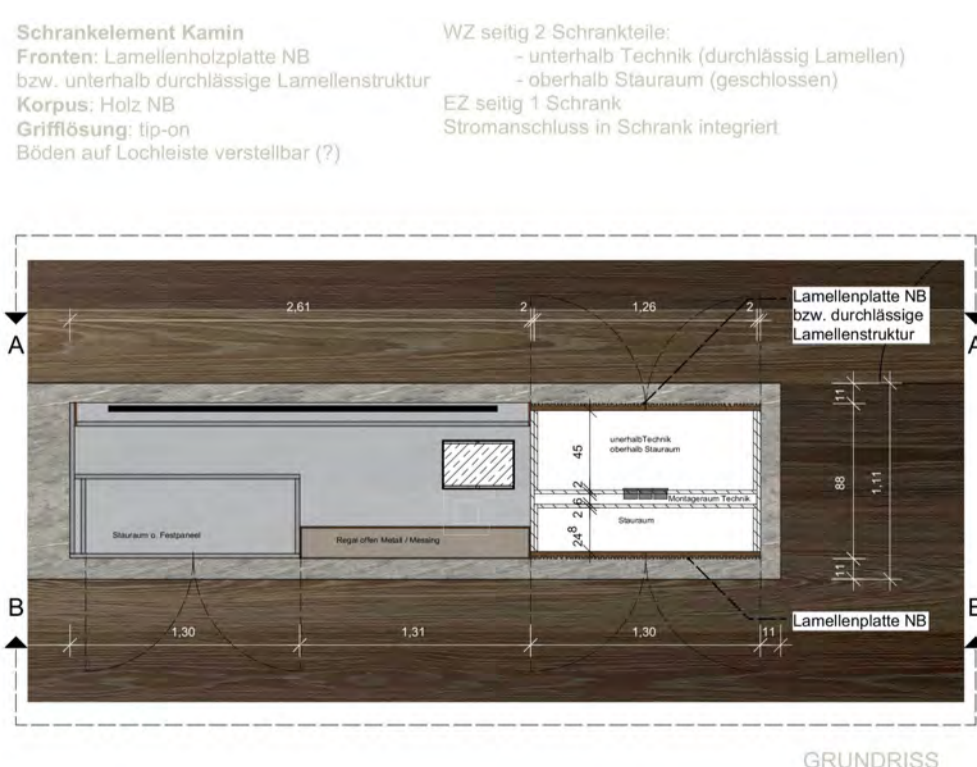 Schrankelement Kamin
Fronten: Lamellenholzplatte NB
bzw. unterhalb durchlässige Lamellenstruktur
Korpus: Holz NB
Grifflösung: tip-on
Böden auf Lochleiste verstellbar (?)
WZ seitig 2 Schrankteile:
- unterhalb Technik (durchlässig Lamellen)
- oberhalb Stauraum (geschlossen)
EZ seitig 1 Schrank
Stromanschluss in Schrank integriert
2,61
2
1,26
2
Lamellenplatte NB
bzw. durchlässige
Lamellenstruktur
A
A
11
88
1,11
11
45
2
6
2
24⁸
unerhalbTechnik
oberhalb Stauraum
Montageraum Technik
Stauraum
Stauraum o. Festpaneel
Regal offen Metall / Messing
B
B
Lamellenplatte NB
1,30
1,31
1,30
11
GRUNDRISS